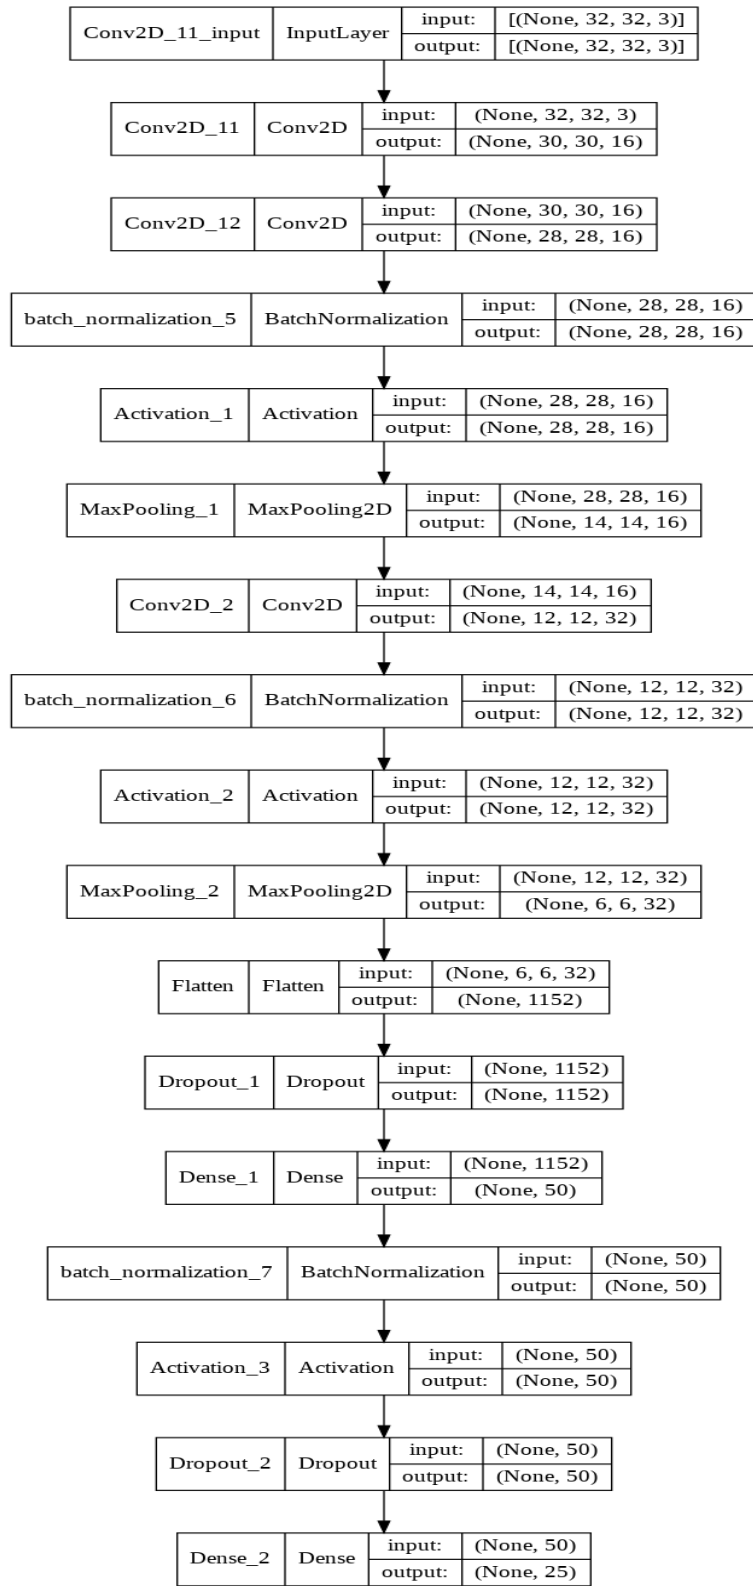 Conv2D_11_input InputLayer input: [(None, 32, 32, 3)]
output: [(None, 32, 32, 3)]
Conv2D_11 Conv2D input: (None, 32, 32, 3)
output: (None, 30, 30, 16)
Conv2D_12 Conv2D input: (None, 30, 30, 16)
output: (None, 28, 28, 16)
batch_normalization_5 BatchNormalization input: (None, 28, 28, 16)
output: (None, 28, 28, 16)
Activation_1 Activation input: (None, 28, 28, 16)
output: (None, 28, 28, 16)
MaxPooling_1 MaxPooling2D input: (None, 28, 28, 16)
output: (None, 14, 14, 16)
Conv2D_2 Conv2D input: (None, 14, 14, 16)
output: (None, 12, 12, 32)
batch_normalization_6 BatchNormalization input: (None, 12, 12, 32)
output: (None, 12, 12, 32)
Activation_2 Activation input: (None, 12, 12, 32)
output: (None, 12, 12, 32)
MaxPooling_2 MaxPooling2D input: (None, 12, 12, 32)
output: (None, 6, 6, 32)
Flatten Flatten input: (None, 6, 6, 32)
output: (None, 1152)
Dropout_1 Dropout input: (None, 1152)
output: (None, 1152)
Dense_1 Dense input: (None, 1152)
output: (None, 50)
batch_normalization_7 BatchNormalization input: (None, 50)
output: (None, 50)
Activation_3 Activation input: (None, 50)
output: (None, 50)
Dropout_2 Dropout input: (None, 50)
output: (None, 50)
Dense_2 Dense input: (None, 50)
output: (None, 25)